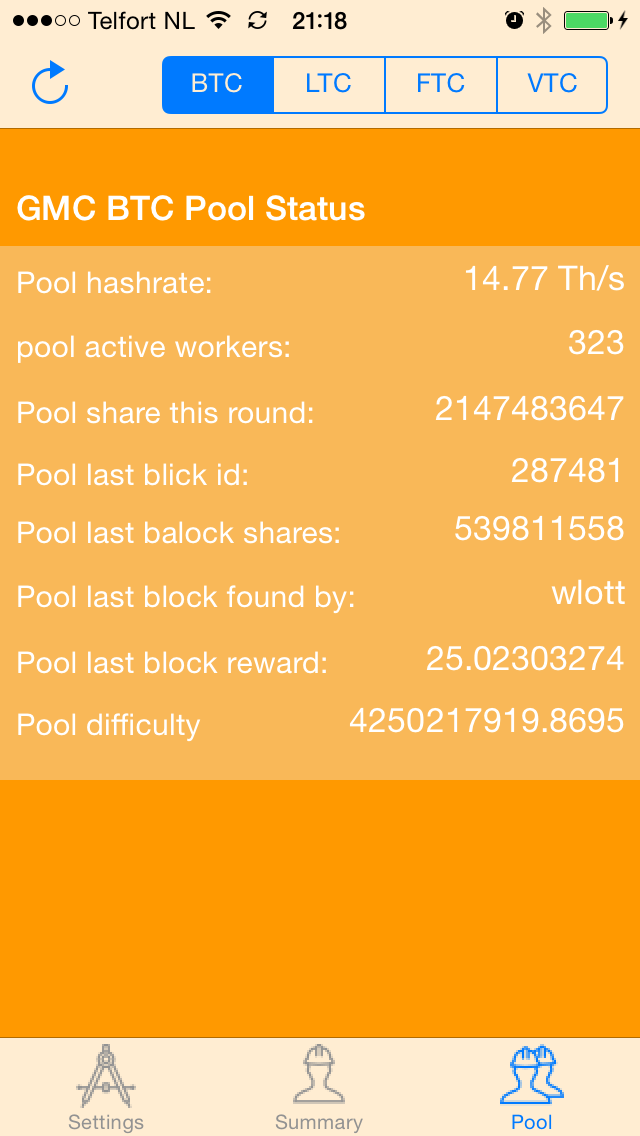 Telfort NL 21:18
BTC LTC FTC VTC
GMC BTC Pool Status
Pool hashrate: 14.77 Th/s
pool active workers: 323
Pool share this round: 2147483647
Pool last blick id: 287481
Pool last balock shares: 539811558
Pool last block found by: wlott
Pool last block reward: 25.02303274
Pool difficulty 4250217919.8695
Settings Summary Pool